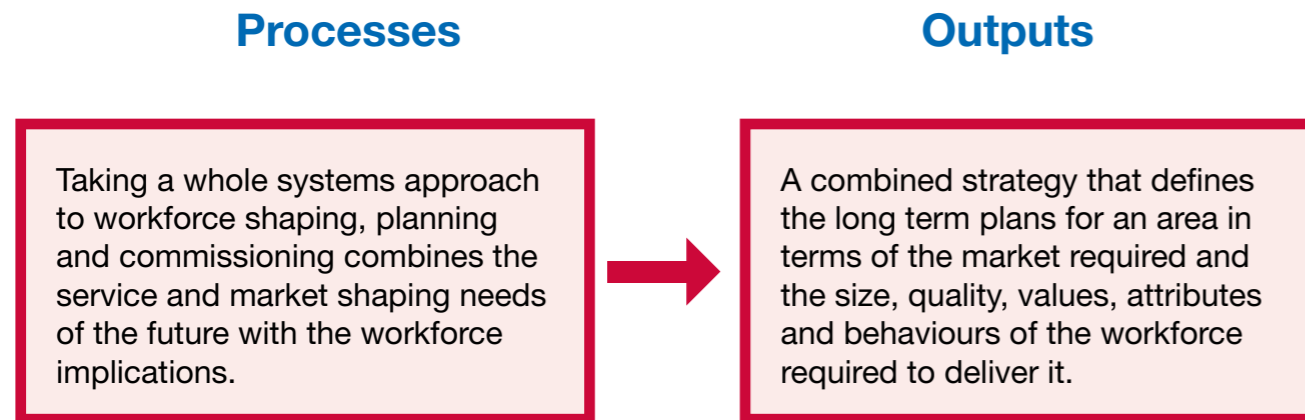 Processes
Outputs
Taking a whole systems approach
to workforce shaping, planning
and commissioning combines the
service and market shaping needs
of the future with the workforce
implications.
A combined strategy that defines
the long term plans for an area in
terms of the market required and
the size, quality, values, attributes
and behaviours of the workforce
required to deliver it.